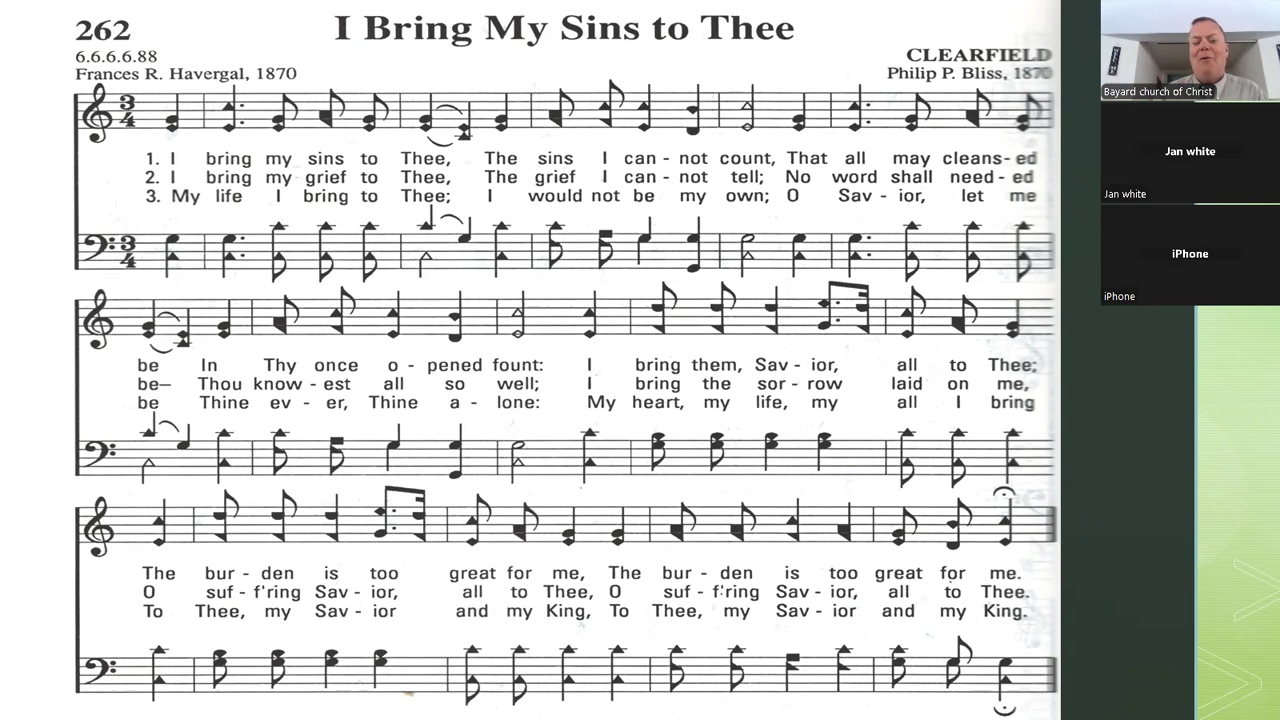 262
I Bring My Sins to Thee
6.6.6.6.88
CLEARFIELD
Frances R. Havergal, 1870
Philip P. Bliss, 1870
3
4
1. I bring my sins to Thee, The sins I can - not count, That all may cleans - ed
2. I bring my grief to Thee, The grief I can - not tell; No word shall need - ed
3. My life I bring to Thee; I would not be my own; O Sav - ior, let me
3
4
be In Thy once o - pened fount: I bring them, Sav - ior, all to Thee;
be— Thou know - est all so well; I bring the sor - row laid on me,
be Thine ev - er, Thine a - lone: My heart, my life, my all I bring
The bur - den is too great for me, The bur - den is too great for me.
O suf - f'ring Sav - ior, all to Thee, O suf - f'ring Sav - ior, all to Thee.
To Thee, my Sav - ior and my King, To Thee, my Sav - ior and my King.
Bayard church of Christ
Jan white
Jan white
iPhone
iPhone